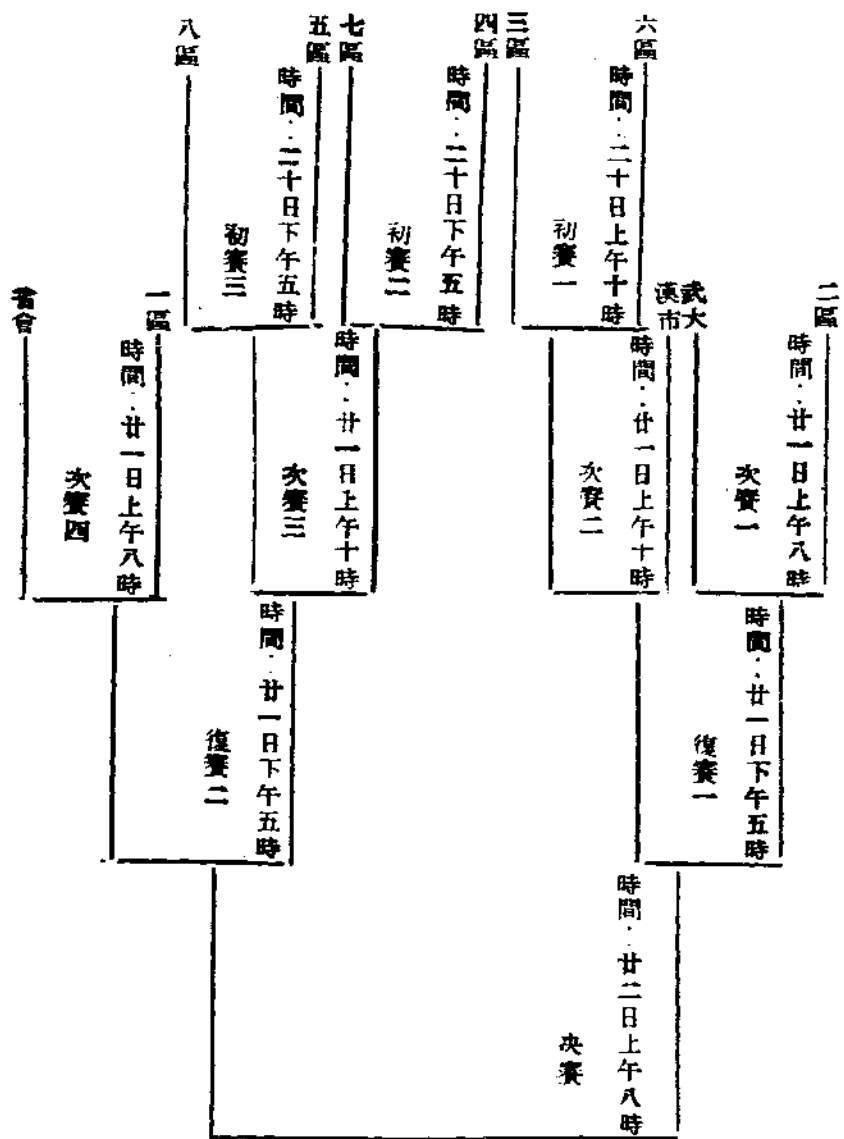 六區
時間：二十日上午十時
初賽一
三區
四區
時間：二十日下午五時
初賽二
七區
五區
時間：二十日下午五時
初賽三
八區
二區
時間：廿一日上午八時
次賽一
武大
漢市
時間：廿一日上午十時
次賽二
時間：廿一日上午十時
次賽三
一區
時間：廿一日上午八時
次賽四
省會
時間：廿一日下午五時
復賽一
時間：廿一日下午五時
復賽二
時間：廿二日上午八時
決賽